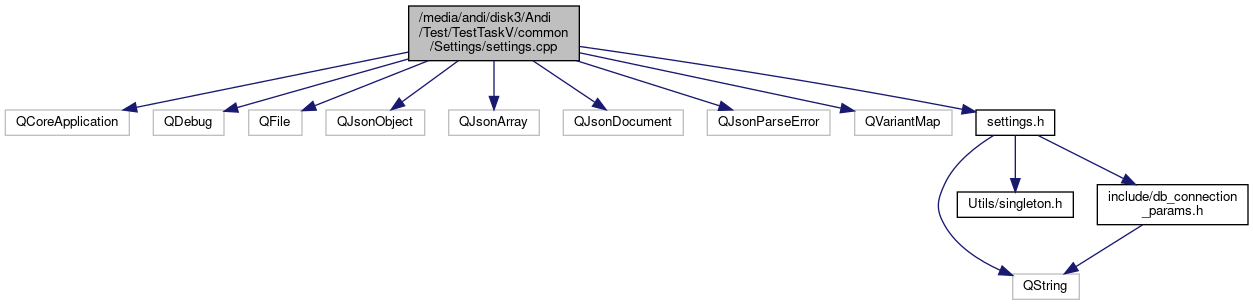 /media/andi/disk3/Andi
/Test/TestTaskV/common
/Settings/settings.cpp
QCoreApplication
QDebug
QFile
QJsonObject
QJsonArray
QJsonDocument
QJsonParseError
QVariantMap
settings.h
Utils/singleton.h
include/db_connection
_params.h
QString